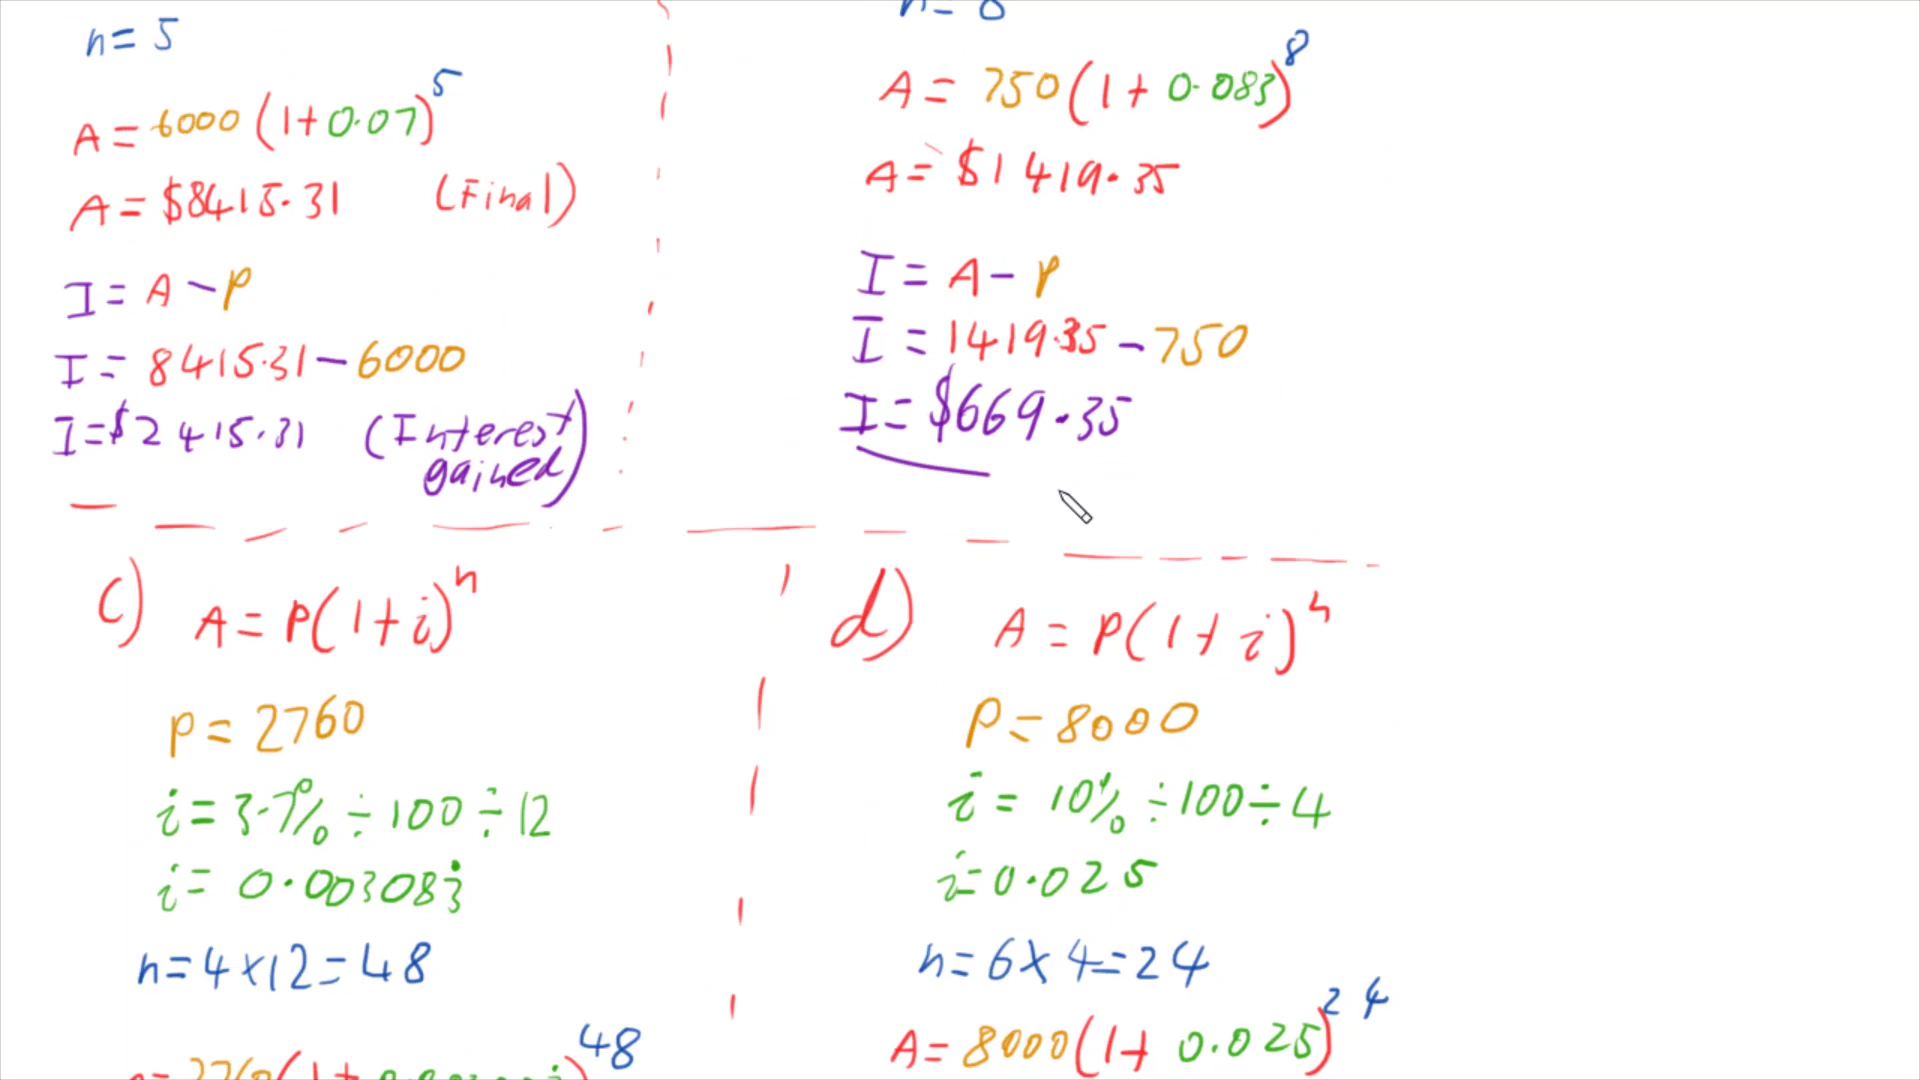 n= 5
A= 6000 (1+0.07)^5
A= $8415.31 (Final)
I= A-P
I= 8415.31-6000
I=$2415.31 (Interest
gained)
A= 750(1+0.083)^8
A= $1419.35
I= A-P
I=1419.35-750
I=$669.35
c) A=P(1+i)^n
P=2760
i=3.7%÷100÷12
i= 0.003083̇
n=4×12=48
d) A=P(1+i)^n
P=8000
i= 10%÷100÷4
i=0.025
n=6×4=24
A=8000(1+0.025)^24